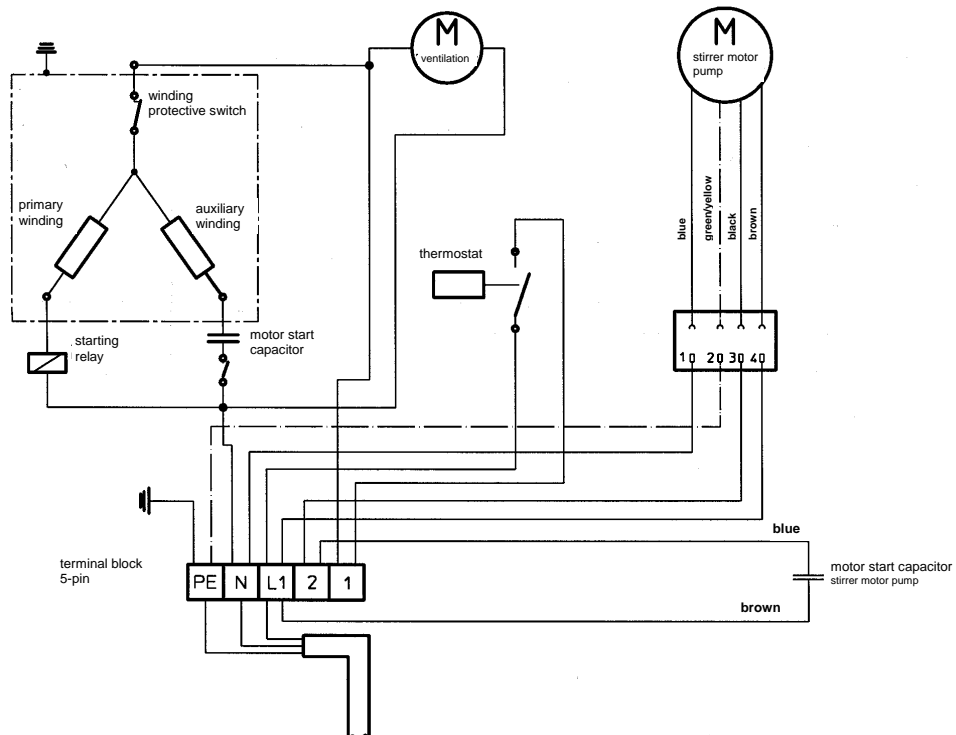 M
ventilation
M
stirrer motor
pump
winding
protective switch
primary
winding
auxiliary
winding
blue
green/yellow
black
brown
thermostat
starting
relay
motor start
capacitor
1 2 3 4
blue
terminal block
5-pin
PE N L1 2 1
motor start capacitor
stirrer motor pump
brown